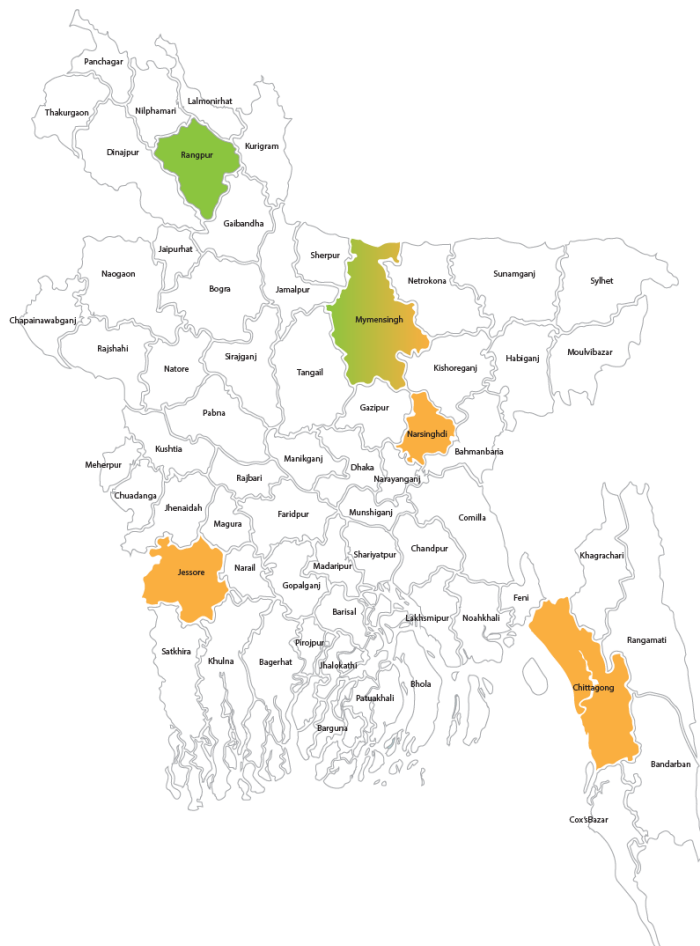 Panchagar
Lalmonirhat
Thakurgaon
Nilphamari
Kurigram
Dinajpur
Rangpur
Gaibandha
Jaipurhat
Sherpur
Naogaon
Netrokona
Sunamganj
Sylhet
Bogra
Jamalpur
Chapainawabganj
Mymensingh
Rajshahi
Natore
Sirajganj
Tangail
Kishoreganj
Habiganj
Moulvibazar
Pabna
Gazipur
Narsinghdi
Kushtia
Bahmanbaria
Meherpur
Manikganj
Dhaka
Rajbari
Narayanganj
Chuadanga
Jhenaidah
Magura
Faridpur
Munshiganj
Comilla
Shariyatpur
Chandpur
Khagrachari
Jessore
Narail
Madaripur
Gopalganj
Feni
Barisal
Lakhsmipur
Noahkhali
Rangamati
Satkhira
Khulna
Bagerhat
Pirojpur
Jhalokathi
Bhola
Chittagong
Patuakhali
Barguna
Bandarban
Cox'sBazar